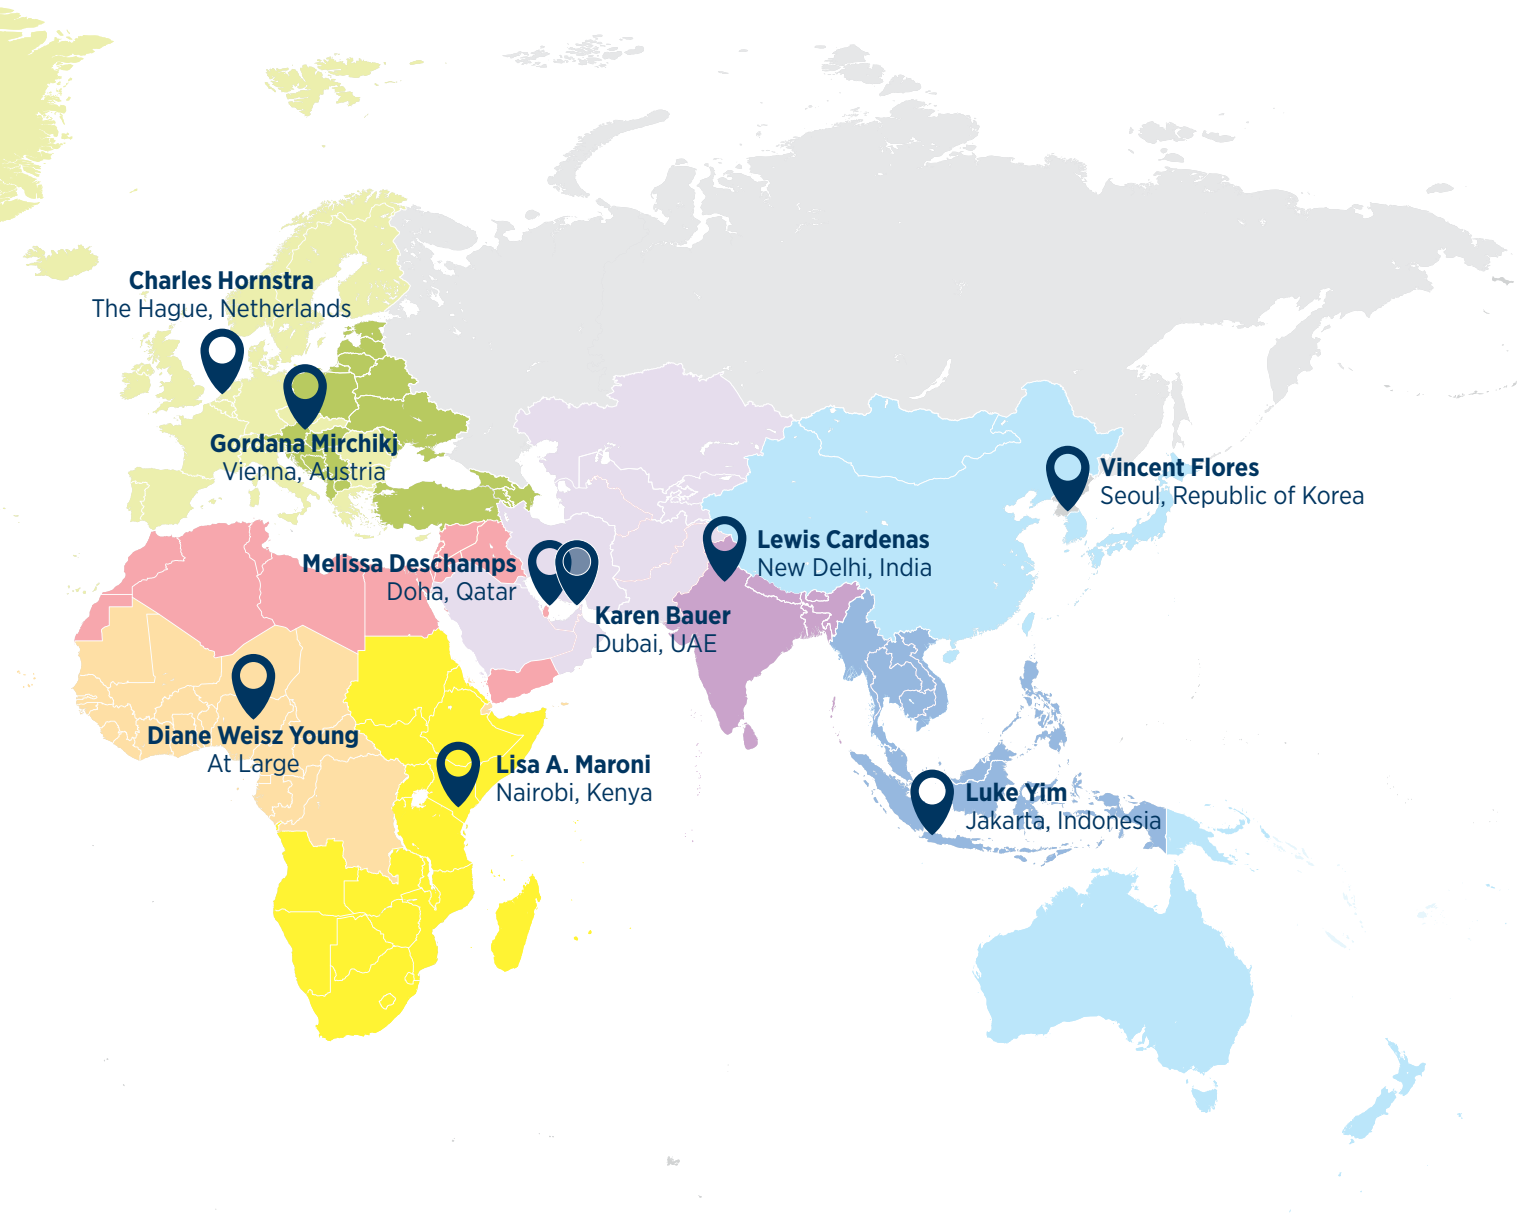 Charles Hornstra
The Hague, Netherlands
Gordana Mirchikj
Vienna, Austria
Vincent Flores
Seoul, Republic of Korea
Lewis Cardenas
New Delhi, India
Melissa Deschamps
Doha, Qatar
Karen Bauer
Dubai, UAE
Diane Weisz Young
At Large
Lisa A. Maroni
Nairobi, Kenya
Luke Yim
Jakarta, Indonesia